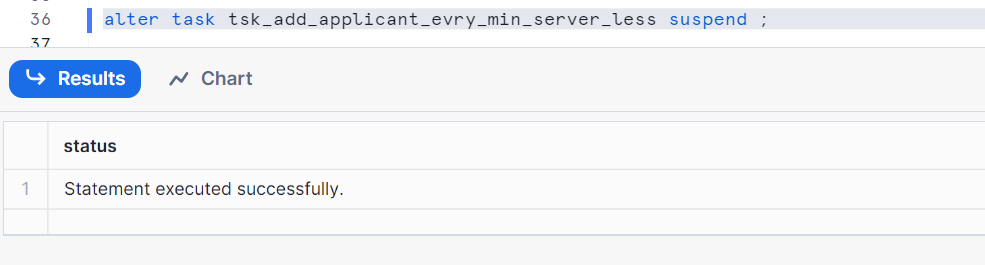 36 alter task tsk_add_applicant_evry_min_server_less suspend ;
37
Results Chart
status
1 Statement executed successfully.